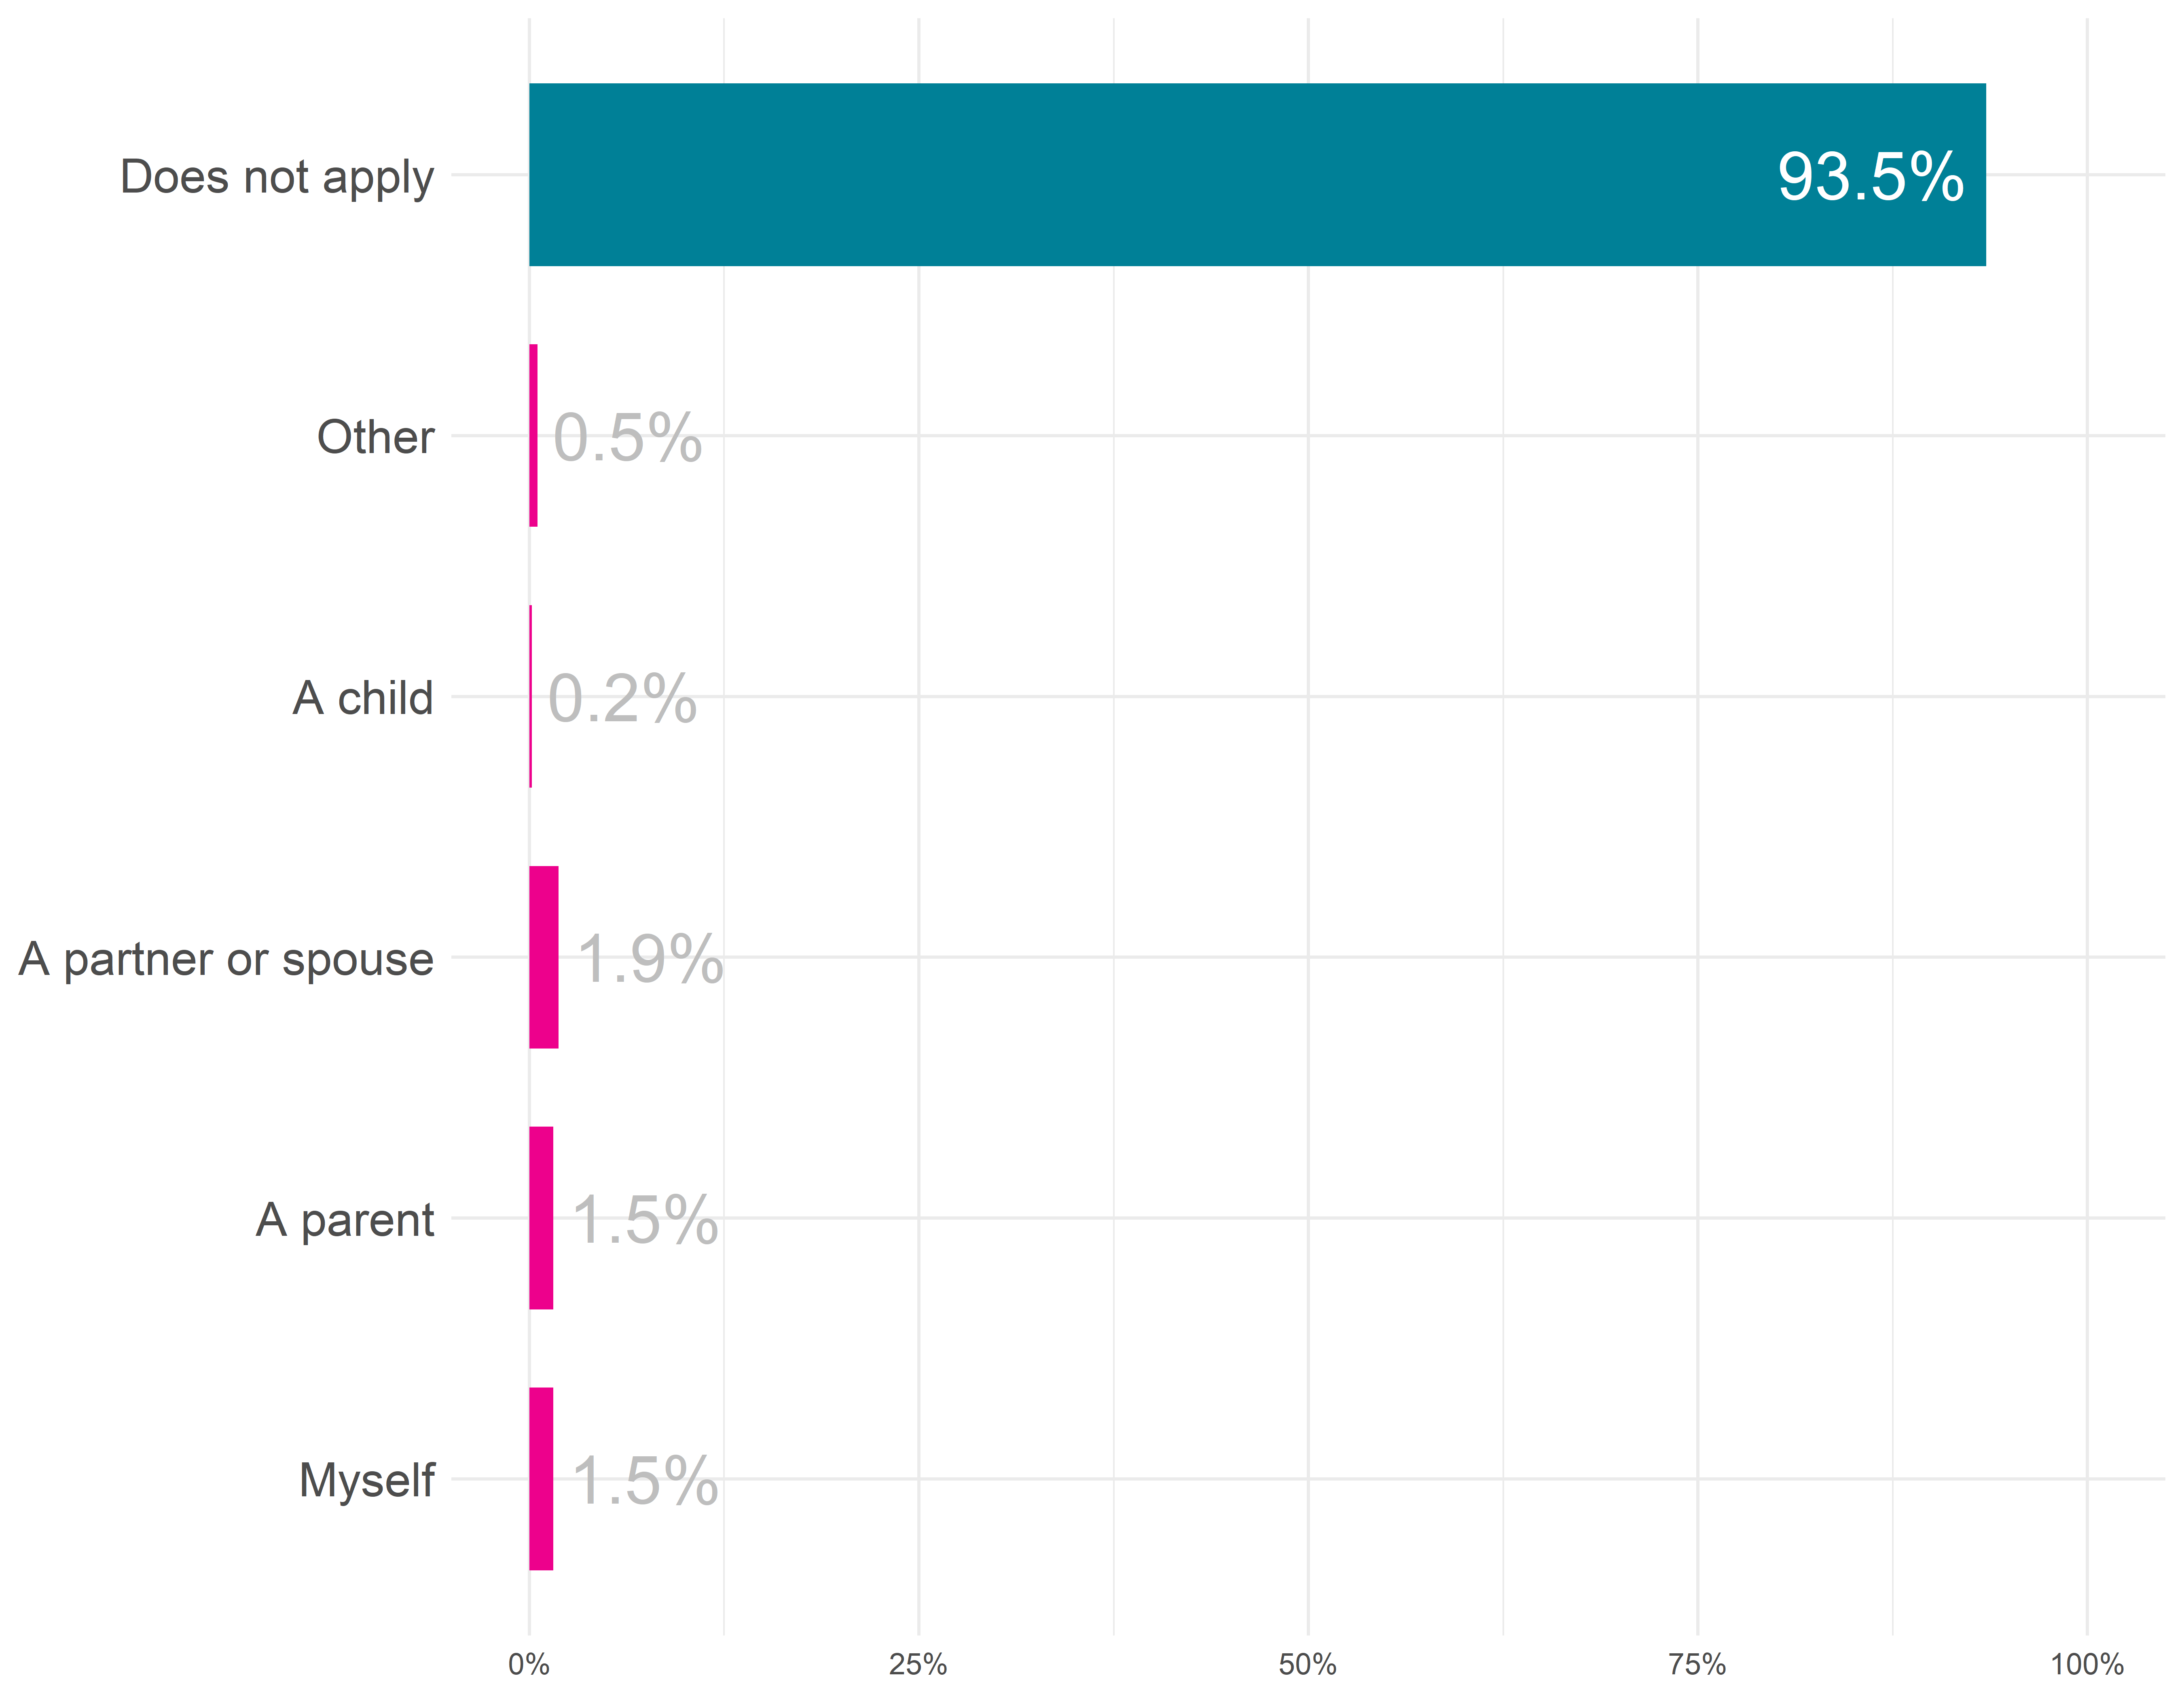 Does not apply
93.5%
Other
0.5%
A child
0.2%
A partner or spouse
1.9%
A parent
1.5%
Myself
1.5%
0% 25% 50% 75% 100%